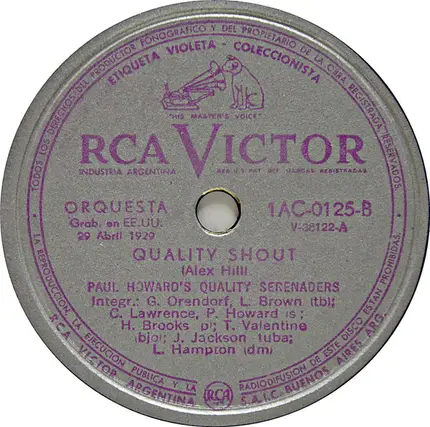 TODOS LOS DERECHOS DEL PRODUCTOR FONOGRAFICO Y DEL PROPIETARIO DE LA OBRA REGISTRADA RESERVADOS.
ETIQUETA VIOLETA - COLECCIONISTA
"HIS MASTER'S VOICE"
RCA VICTOR
INDUSTRIA ARGENTINA
MARCAS REGISTRADAS
ORQUESTA
1AC-0125-B
Grab. en EE.UU.
V-38122-A
29 Abril 1929
QUALITY SHOUT
(Alex Hill)
PAUL HOWARD'S QUALITY SERENADERS
Integr.: G. Orendorf, L. Brown (tb);
C. Lawrence, P. Howard (s);
H. Brooks (p); T. Valentine
(bjo); J. Jackson (tuba);
L. Hampton (dm)
LA REPRODUCCION, LA EJECUCION PUBLICA Y LA RADIODIFUSION DE ESTE DISCO ESTAN PROHIBIDAS.
RCA VICTOR ARGENTINA S.A.I.C. BUENOS AIRES ARG.
RCA